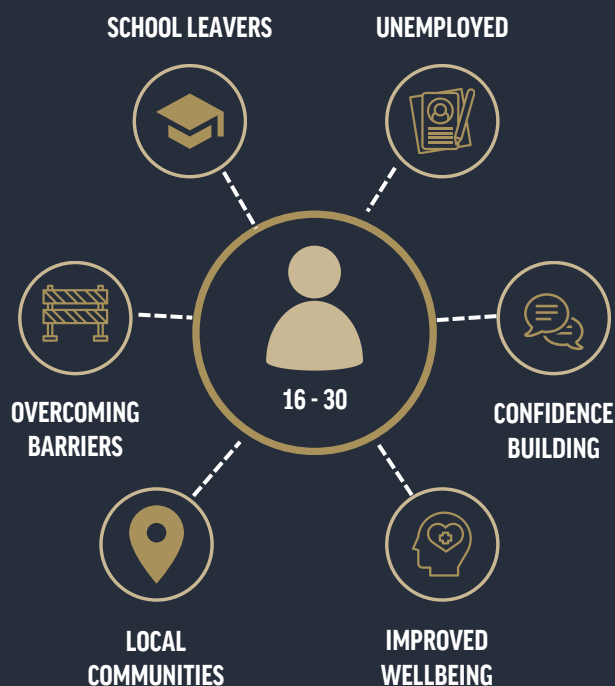 SCHOOL LEAVERS
UNEMPLOYED
16 - 30
OVERCOMING
BARRIERS
CONFIDENCE
BUILDING
LOCAL
COMMUNITIES
IMPROVED
WELLBEING